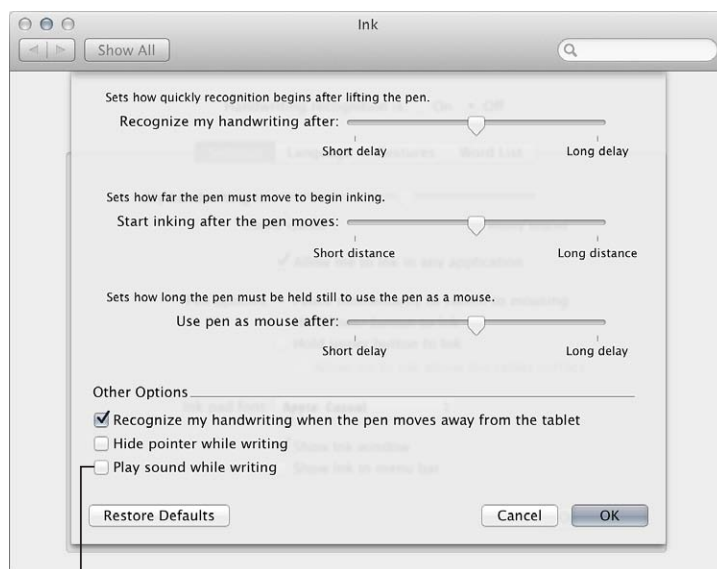 Ink
Show All
Sets how quickly recognition begins after lifting the pen.
Recognize my handwriting after:
Short delay Long delay
Sets how far the pen must move to begin inking.
Start inking after the pen moves:
Short distance Long distance
Sets how long the pen must be held still to use the pen as a mouse.
Use pen as mouse after:
Short delay Long delay
Other Options
Recognize my handwriting when the pen moves away from the tablet
Hide pointer while writing
Play sound while writing
Restore Defaults Cancel OK